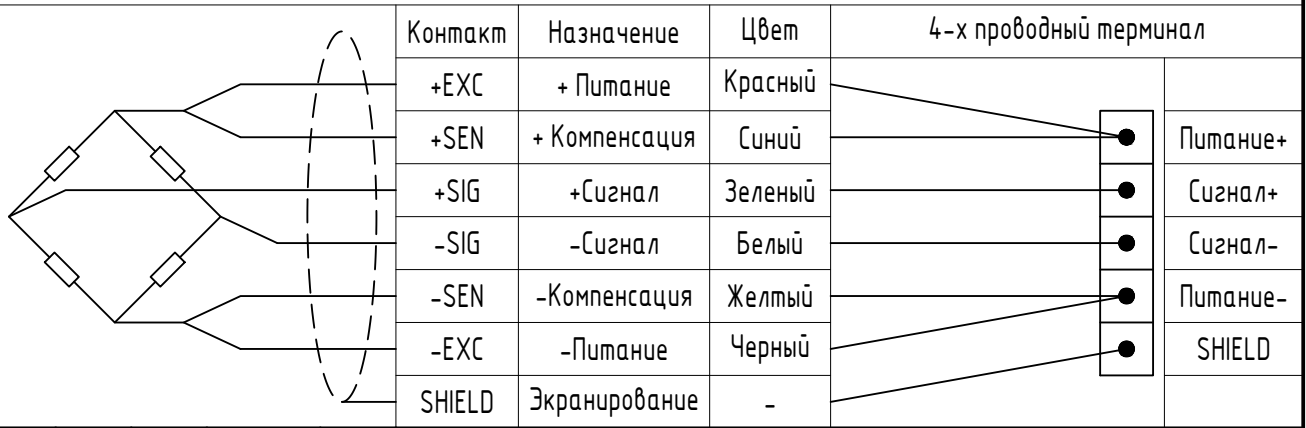 Контакт Назначение Цвет 4-х проводный терминал
+EXC + Питание Красный
+SEN + Компенсация Синий Питание+
+SIG +Сигнал Зеленый Сигнал+
-SIG -Сигнал Белый Сигнал-
-SEN -Компенсация Желтый Питание-
-EXC -Питание Черный SHIELD
SHIELD Экранирование -